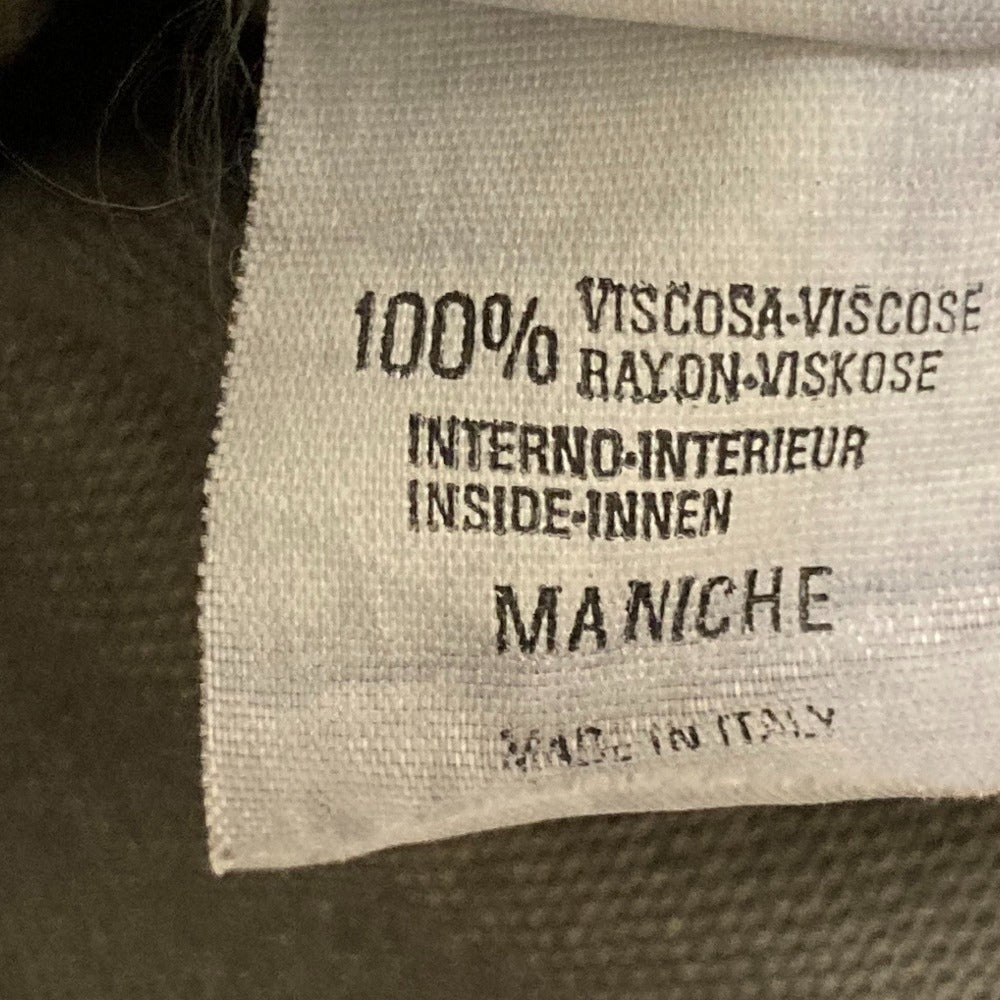 100% VISCOSA-VISCOSE
RAYON-VISKOSE
INTERNO-INTERIEUR
INSIDE-INNEN
MANICHE
MADE IN ITALY